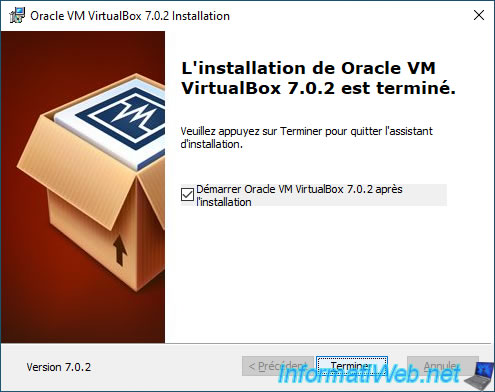 Oracle VM VirtualBox 7.0.2 Installation
L'installation de Oracle VM
VirtualBox 7.0.2 est terminé.
Veuillez appuyez sur Terminer pour quitter l'assistant
d'installation.
Démarrer Oracle VM VirtualBox 7.0.2 après
l'installation
Version 7.0.2
< Précédent
Terminer
Annuler
InformatiWeb.net